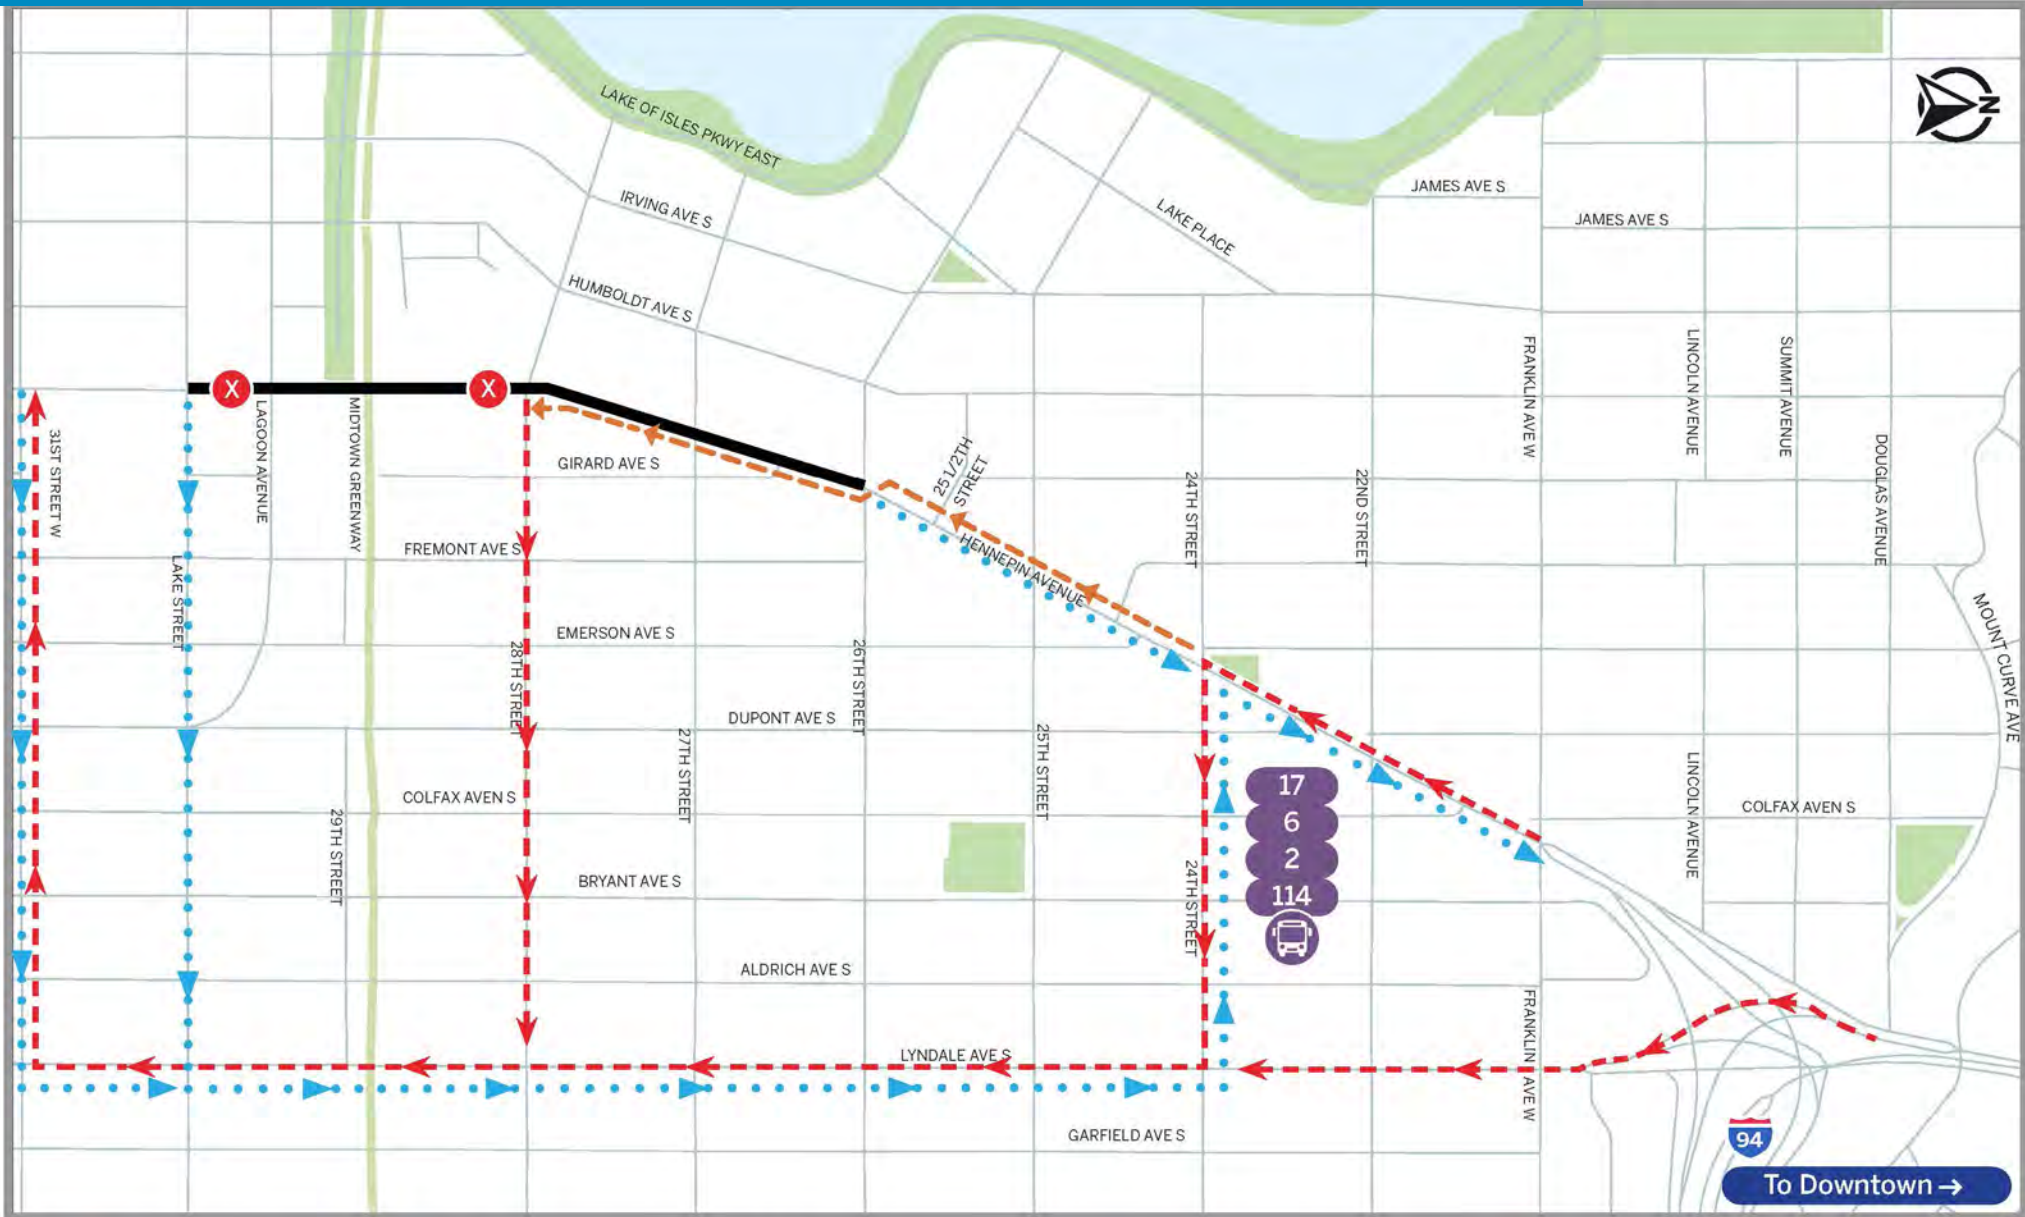 LAKE OF ISLES PKWY EAST
N
IRVING AVE S
LAKE PLACE
JAMES AVE S
JAMES AVE S
HUMBOLDT AVE S
FRANKLIN AVE W
LINCOLN AVENUE
SUMMIT AVENUE
X
X
31ST STREET W
LAGOON AVENUE
MIDTOWN GREENWAY
GIRARD AVE S
25 1/2TH
STREET
24TH STREET
22ND STREET
DOUGLAS AVENUE
FREMONT AVE S
HENNEPIN AVENUE
LAKE STREET
EMERSON AVE S
28TH STREET
26TH STREET
MOUNT CURVE AVE
DUPONT AVE S
27TH STREET
25TH STREET
LINCOLN AVENUE
17
6
2
114
COLFAX AVEN S
COLFAX AVEN S
29TH STREET
BRYANT AVE S
24TH STREET
ALDRICH AVE S
FRANKLIN AVE W
LYNDALE AVE S
GARFIELD AVE S
94
To Downtown →